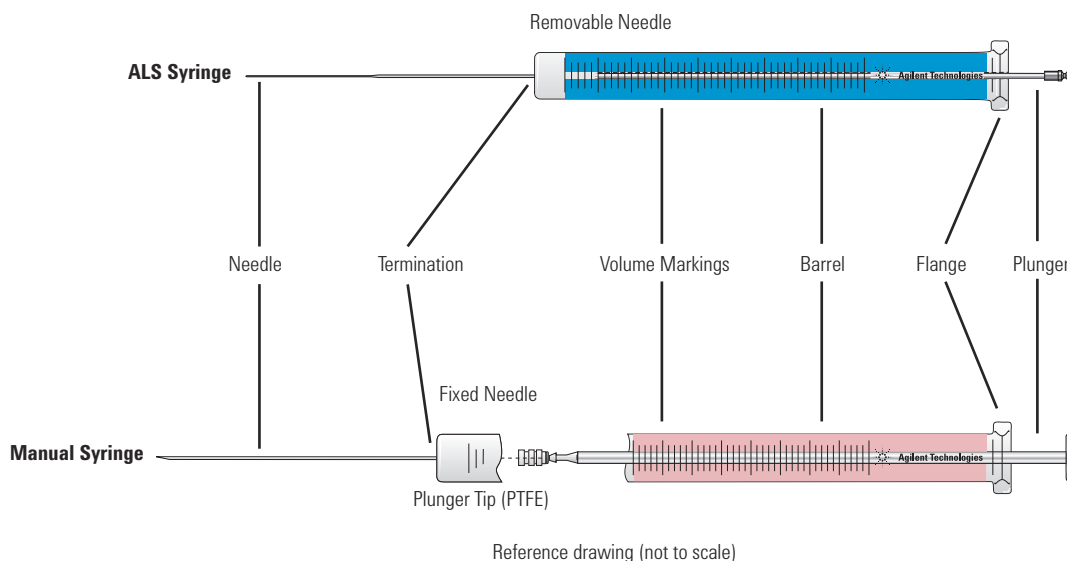 Removable Needle
ALS Syringe
Agilent Technologies
Needle
Termination
Volume Markings
Barrel
Flange
Plunger
Fixed Needle
Manual Syringe
Agilent Technologies
Plunger Tip (PTFE)
Reference drawing (not to scale)